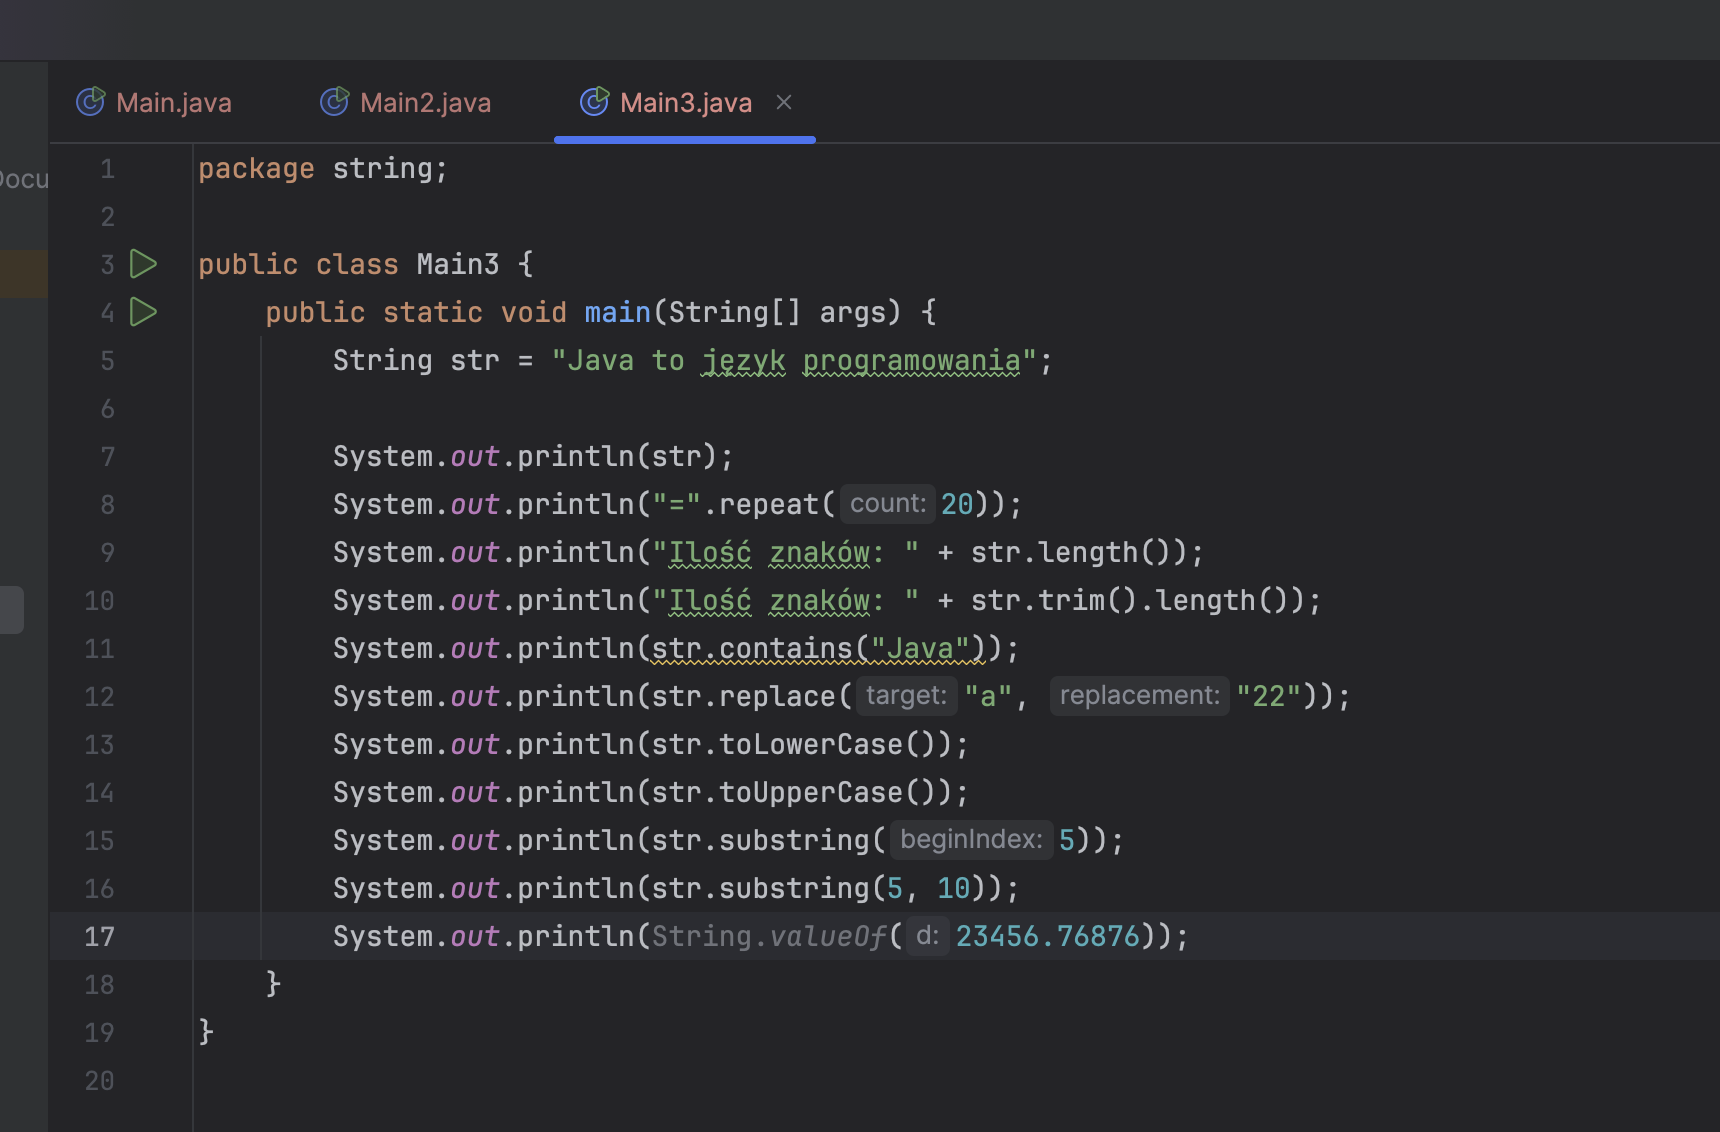 Main.java Main2.java Main3.java
Docu
1 package string;
2
3 public class Main3 {
4 public static void main(String[] args) {
5 String str = "Java to język programowania";
6
7 System.out.println(str);
8 System.out.println("=".repeat( count: 20));
9 System.out.println("Ilość znaków: " + str.length());
10 System.out.println("Ilość znaków: " + str.trim().length());
11 System.out.println(str.contains("Java"));
12 System.out.println(str.replace( target: "a", replacement: "22"));
13 System.out.println(str.toLowerCase());
14 System.out.println(str.toUpperCase());
15 System.out.println(str.substring( beginIndex: 5));
16 System.out.println(str.substring(5, 10));
17 System.out.println(String.valueOf( d: 23456.76876));
18 }
19 }
20